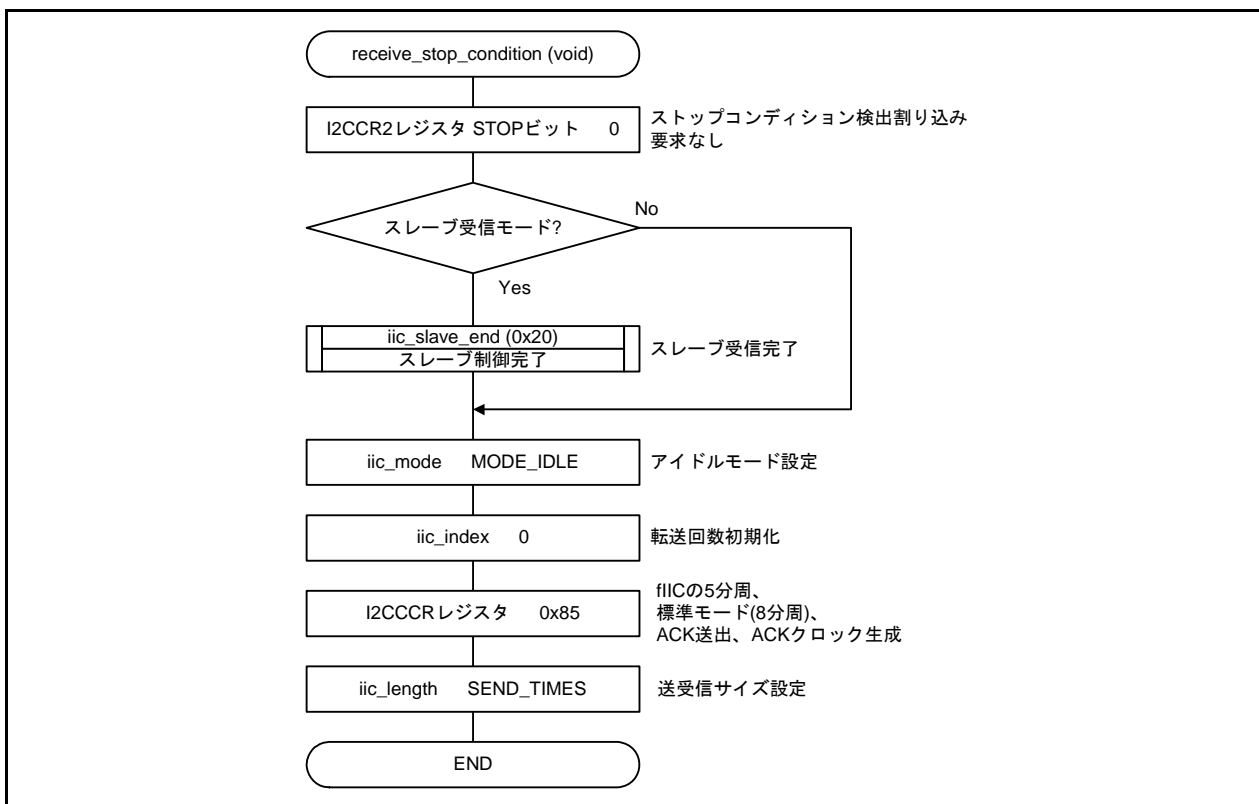 receive_stop_condition (void)
I2CCR2レジスタ STOPビット 0
ストップコンディション検出割り込み
要求なし
スレーブ受信モード?
No
Yes
iic_slave_end (0x20)
スレーブ制御完了
スレーブ受信完了
iic_mode MODE_IDLE
アイドルモード設定
iic_index 0
転送回数初期化
I2CCCRレジスタ 0x85
fIICの5分周、
標準モード(8分周)、
ACK送出、ACKクロック生成
iic_length SEND_TIMES
送受信サイズ設定
END